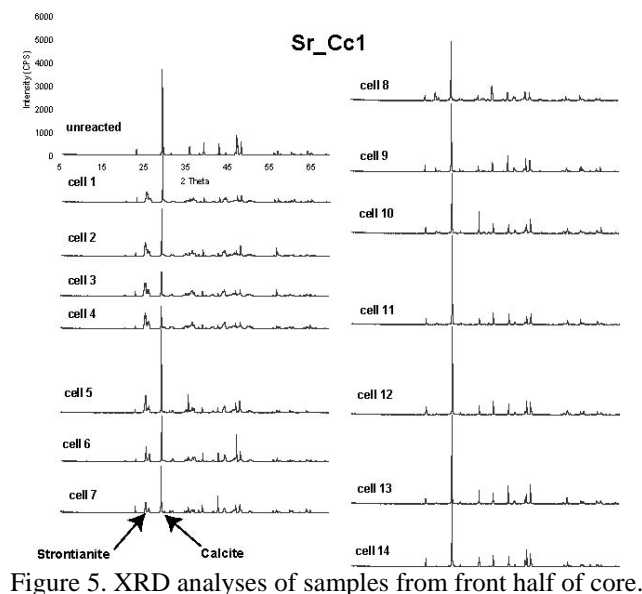 Sr_Cc1
Intensity (CPS)
6000
5000
4000
3000
2000
1000
0
unreacted
5
15
25
35
45
55
65
2 Theta
cell 1
cell 2
cell 3
cell 4
cell 5
cell 6
cell 7
Strontianite
Calcite
cell 8
cell 9
cell 10
cell 11
cell 12
cell 13
cell 14
Figure 5. XRD analyses of samples from front half of core.